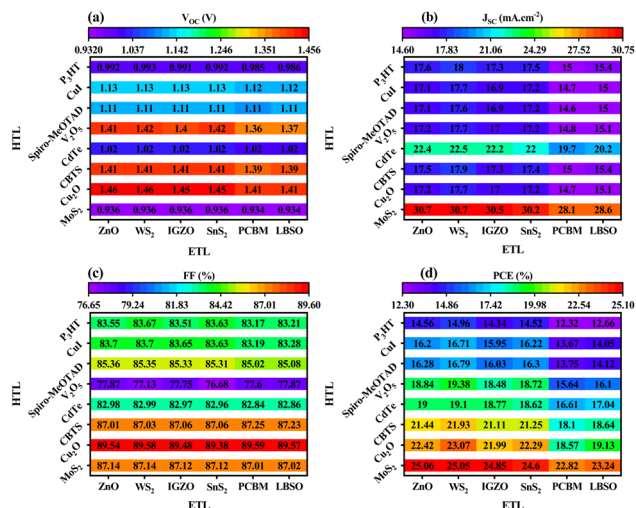 (a) V_OC (V)
0.9320 1.037 1.142 1.246 1.351 1.456
HTL
P₃HT 0.992 0.993 0.991 0.992 0.985 0.986
CuI 1.13 1.13 1.13 1.13 1.12 1.12
Spiro-MeOTAD 1.11 1.11 1.11 1.11 1.11 1.11
V₂O₅ 1.41 1.42 1.4 1.42 1.36 1.37
CdTe 1.02 1.02 1.02 1.02 1.02 1.02
CBTS 1.41 1.41 1.41 1.41 1.39 1.39
Cu₂O 1.46 1.46 1.45 1.45 1.41 1.41
MoS₂ 0.936 0.936 0.936 0.936 0.934 0.934
ZnO WS₂ IGZO SnS₂ PCBM LBSO
ETL
(b) J_SC (mA.cm⁻²)
14.60 17.83 21.06 24.29 27.52 30.75
HTL
P₃HT 17.6 18 17.3 17.5 15 15.4
CuI 17.1 17.7 16.9 17.2 14.7 15
Spiro-MeOTAD 17.1 17.6 16.9 17.2 14.6 15
V₂O₅ 17.2 17.7 17 17.2 14.8 15.1
CdTe 22.4 22.5 22.2 22 19.7 20.2
CBTS 17.5 17.9 17.3 17.4 15 15.4
Cu₂O 17.2 17.7 17 17.2 14.7 15.1
MoS₂ 30.7 30.7 30.5 30.2 28.1 28.6
ZnO WS₂ IGZO SnS₂ PCBM LBSO
ETL
(c) FF (%)
76.65 79.24 81.83 84.42 87.01 89.60
HTL
P₃HT 83.55 83.67 83.51 83.63 83.17 83.21
CuI 83.7 83.7 83.65 83.63 83.19 83.28
Spiro-MeOTAD 85.36 85.35 85.33 85.31 85.02 85.08
V₂O₅ 77.87 77.13 77.75 76.68 77.6 77.87
CdTe 82.98 82.99 82.97 82.96 82.84 82.86
CBTS 87.01 87.03 87.06 87.06 87.25 87.23
Cu₂O 89.54 89.58 89.48 89.38 89.59 89.57
MoS₂ 87.14 87.14 87.12 87.12 87.01 87.02
ZnO WS₂ IGZO SnS₂ PCBM LBSO
ETL
(d) PCE (%)
12.30 14.86 17.42 19.98 22.54 25.10
HTL
P₃HT 14.56 14.96 14.34 14.52 12.32 12.66
CuI 16.2 16.71 15.95 16.22 13.67 14.05
Spiro-MeOTAD 16.28 16.79 16.03 16.3 13.75 14.12
V₂O₅ 18.84 19.38 18.48 18.72 15.64 16.1
CdTe 19 19.1 18.77 18.62 16.61 17.04
CBTS 21.44 21.93 21.11 21.25 18.1 18.64
Cu₂O 22.42 23.07 21.99 22.29 18.57 19.13
MoS₂ 25.06 25.05 24.85 24.6 22.82 23.24
ZnO WS₂ IGZO SnS₂ PCBM LBSO
ETL